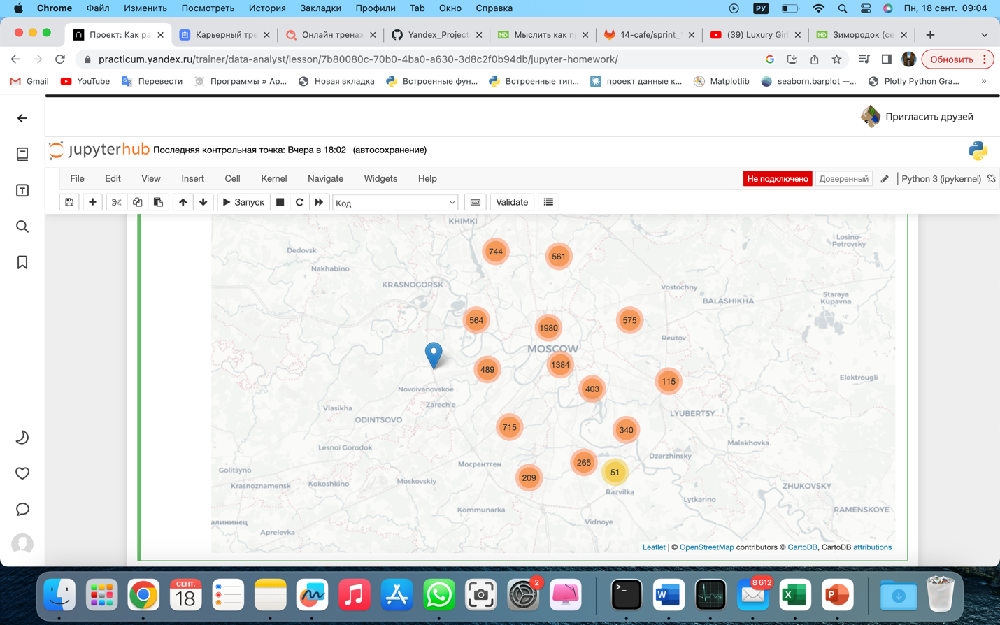 Chrome Файл Изменить Посмотреть История Закладки Профили Tab Окно Справка РУ Пн, 18 сент. 09:04
Проект: Как ра Карьерный тре Онлайн тренаж Yandex_Project HD Мыслить как п 14-cafe/sprint_ (39) Luxury Girl HD Зимородок (се
practicum.yandex.ru/trainer/data-analyst/lesson/7b80080c-70b0-4ba0-a630-3d8c2f0b94db/jupyter-homework/ Обновить
Gmail YouTube Перевести Программы » Ap... Новая вкладка Встроенные фун... Встроенные тип... проект данные к... Matplotlib seaborn.barplot —... Plotly Python Gra... »
Пригласить друзей
jupyterhub Последняя контрольная точка: Вчера в 18:02 (автосохранение)
File Edit View Insert Cell Kernel Navigate Widgets Help Не подключено Доверенный Python 3 (ipykernel)
Запуск Код Validate
KHIMKI
Losino-
Petrovsky
Dedovsk 744 561
Nakhabino
KRASNOGORSK Vostochny
BALASHIKHA Staraya
Kupavna
564 1980 575
Reutov
MOSCOW
489 1384
Elektrougli
403 115
Novoivanovskoe
Zarech'e
Vlasikha LYUBERTSY
ODINTSOVO
715 340
Lesnoi Gorodok Malakhovka
Dzerzhinsky
Мосрентген 265
Golitsyno 51
209
Krasnoznamensk Kokoshkino Moskovskiy ZHUKOVSKY
Razvilka
Lytkarino
Kommunarka RAMENSKOYE
алининец Vidnoye
Aprelevka
Leaflet | © OpenStreetMap contributors © CartoDB, CartoDB attributions
СЕНТ.
18 2 8 612
W X P